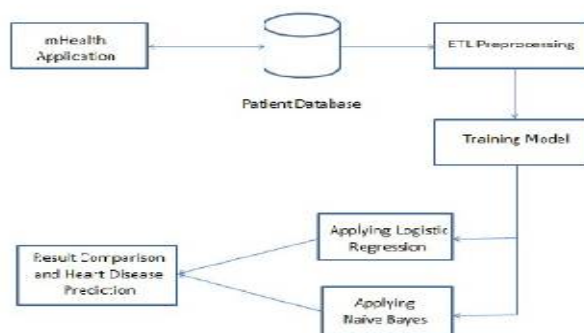 mHealth
Application
ETL Preprocessing
Patient Database
Training Model
Applying Logistic
Regression
Result Comparison
and Heart Disease
Prediction
Applying
Naive Bayes